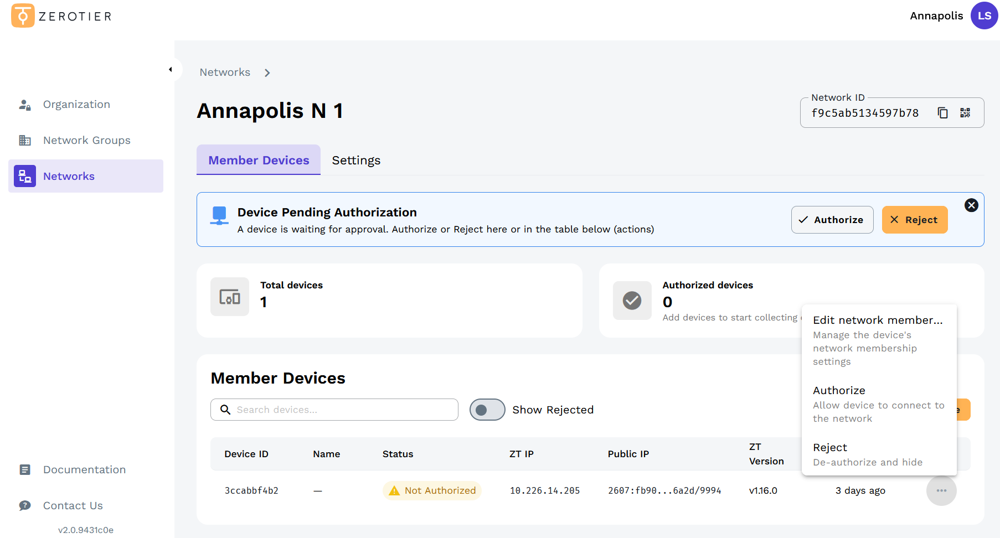 ZEROTIER
Annapolis
LS
Networks
Organization
Annapolis N 1
Network ID
f9c5ab5134597b78
Network Groups
Member Devices
Settings
Networks
Device Pending Authorization
A device is waiting for approval. Authorize or Reject here or in the table below (actions)
Authorize
Reject
Total devices
1
Authorized devices
0
Add devices to start collecting
Edit network member...
Manage the device's
network membership
settings
Authorize
Allow device to connect to
the network
Reject
De-authorize and hide
Member Devices
Search devices...
Show Rejected
Device ID
Name
Status
ZT IP
Public IP
ZT
Version
3ccabbf4b2
—
Not Authorized
10.226.14.205
2607:fb90...6a2d/9994
v1.16.0
3 days ago
Documentation
Contact Us
v2.0.9431c0e